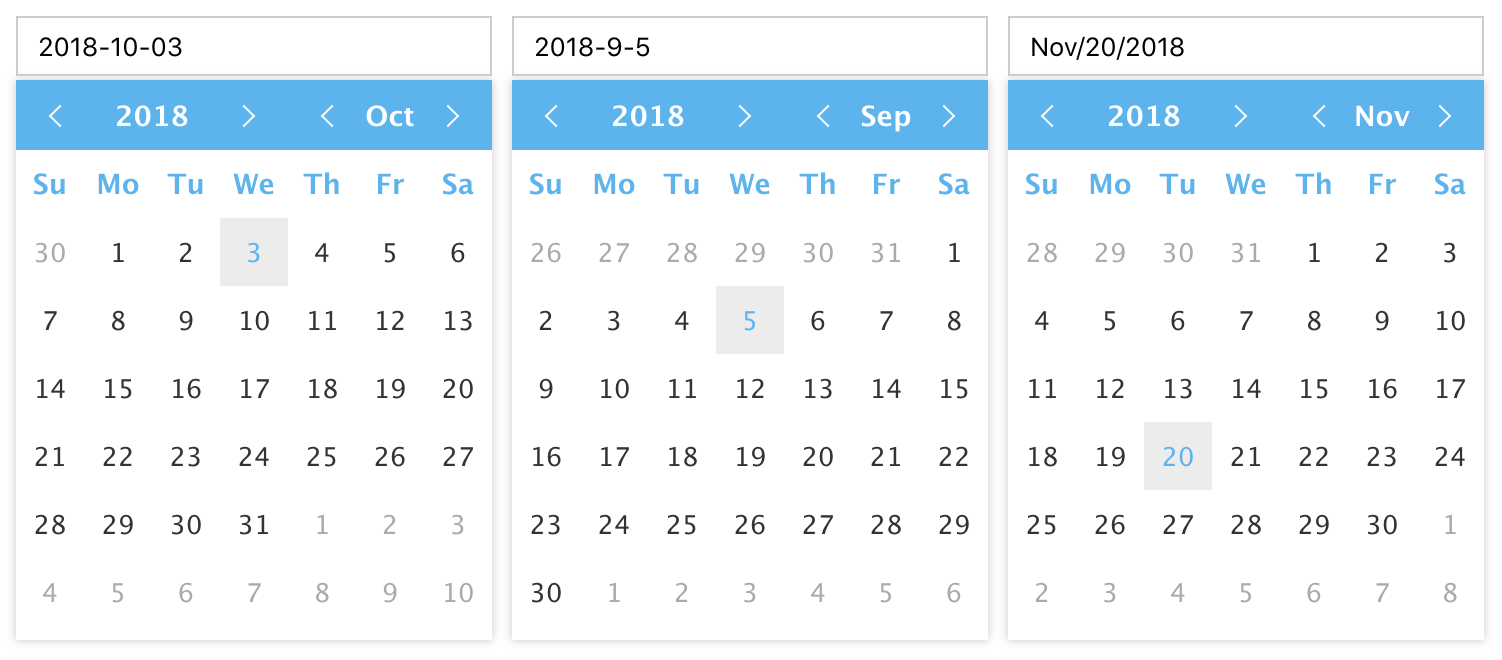 2018-10-03
2018 Oct
Su Mo Tu We Th Fr Sa
30 1 2 3 4 5 6
7 8 9 10 11 12 13
14 15 16 17 18 19 20
21 22 23 24 25 26 27
28 29 30 31 1 2 3
4 5 6 7 8 9 10
2018-9-5
2018 Sep
Su Mo Tu We Th Fr Sa
26 27 28 29 30 31 1
2 3 4 5 6 7 8
9 10 11 12 13 14 15
16 17 18 19 20 21 22
23 24 25 26 27 28 29
30 1 2 3 4 5 6
Nov/20/2018
2018 Nov
Su Mo Tu We Th Fr Sa
28 29 30 31 1 2 3
4 5 6 7 8 9 10
11 12 13 14 15 16 17
18 19 20 21 22 23 24
25 26 27 28 29 30 1
2 3 4 5 6 7 8